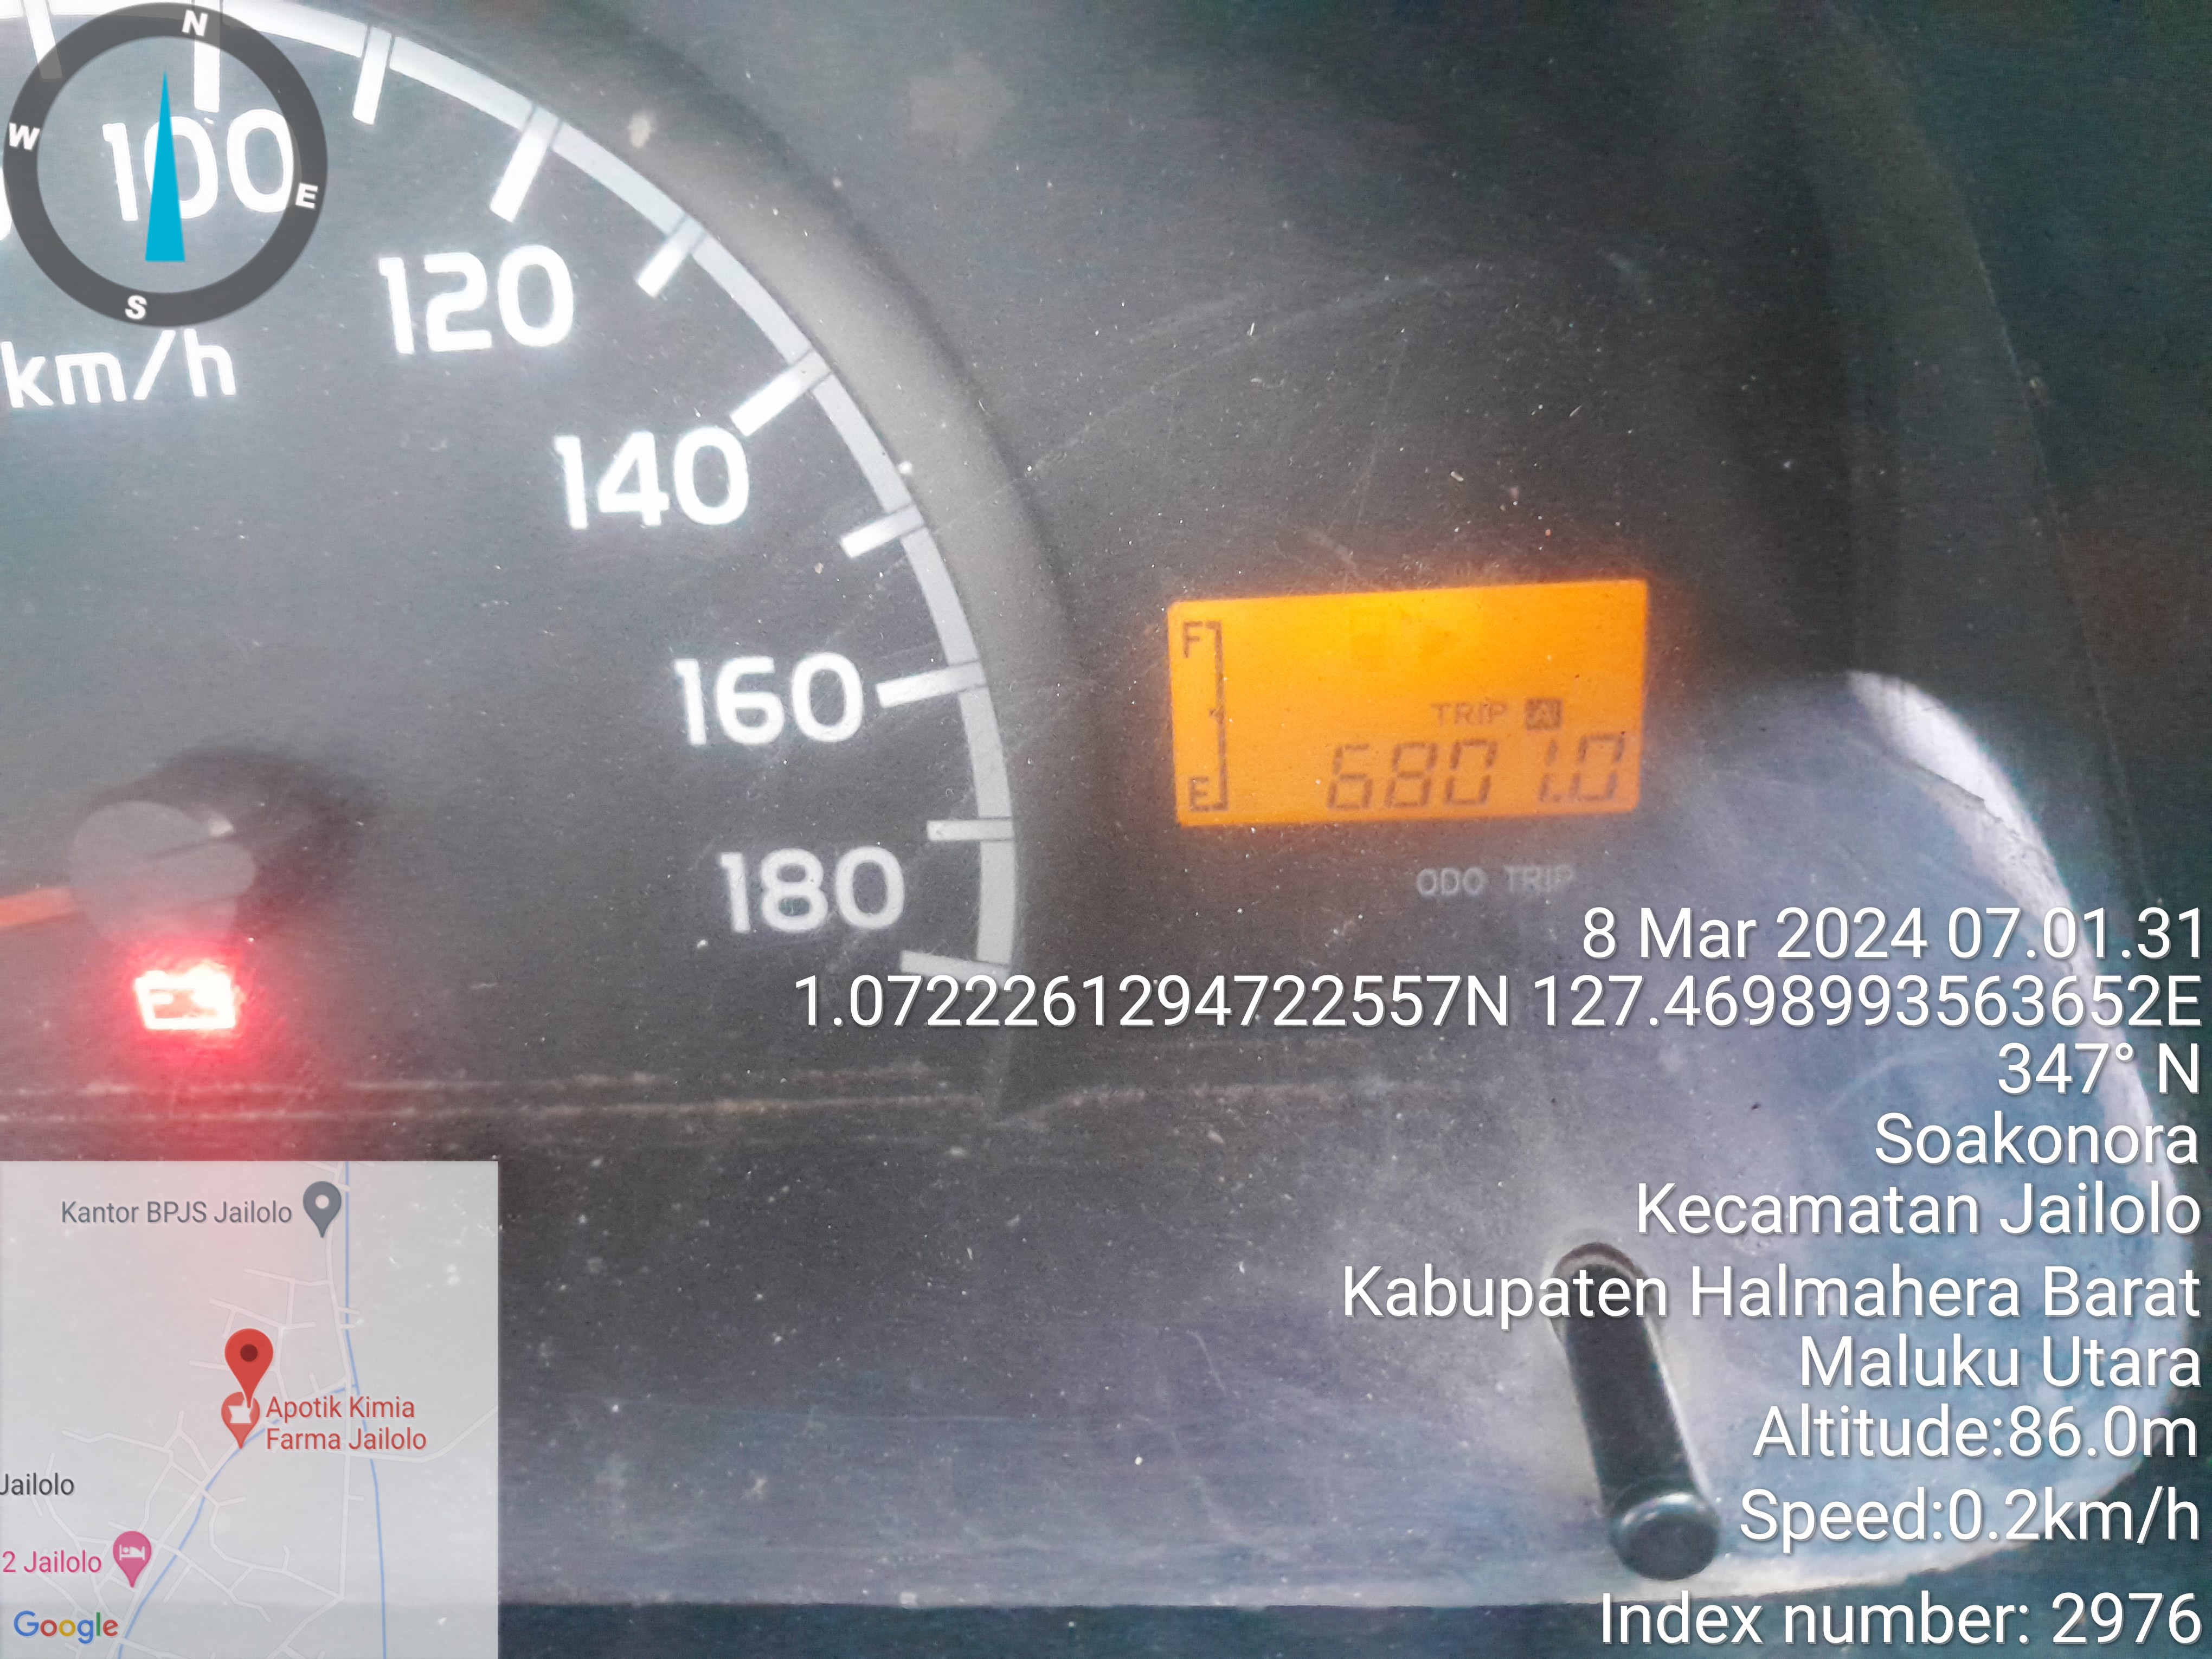 N
W
E
S
100
120
km/h
140
160
180
F
E
TRIP A
6801.0
ODO TRIP
8 Mar 2024 07.01.31
1.0722261294722557N 127.4698993563652E
347° N
Soakonora
Kecamatan Jailolo
Kabupaten Halmahera Barat
Maluku Utara
Altitude:86.0m
Speed:0.2km/h
Index number: 2976
Kantor BPJS Jailolo
Apotik Kimia
Farma Jailolo
Jailolo
2 Jailolo
Google